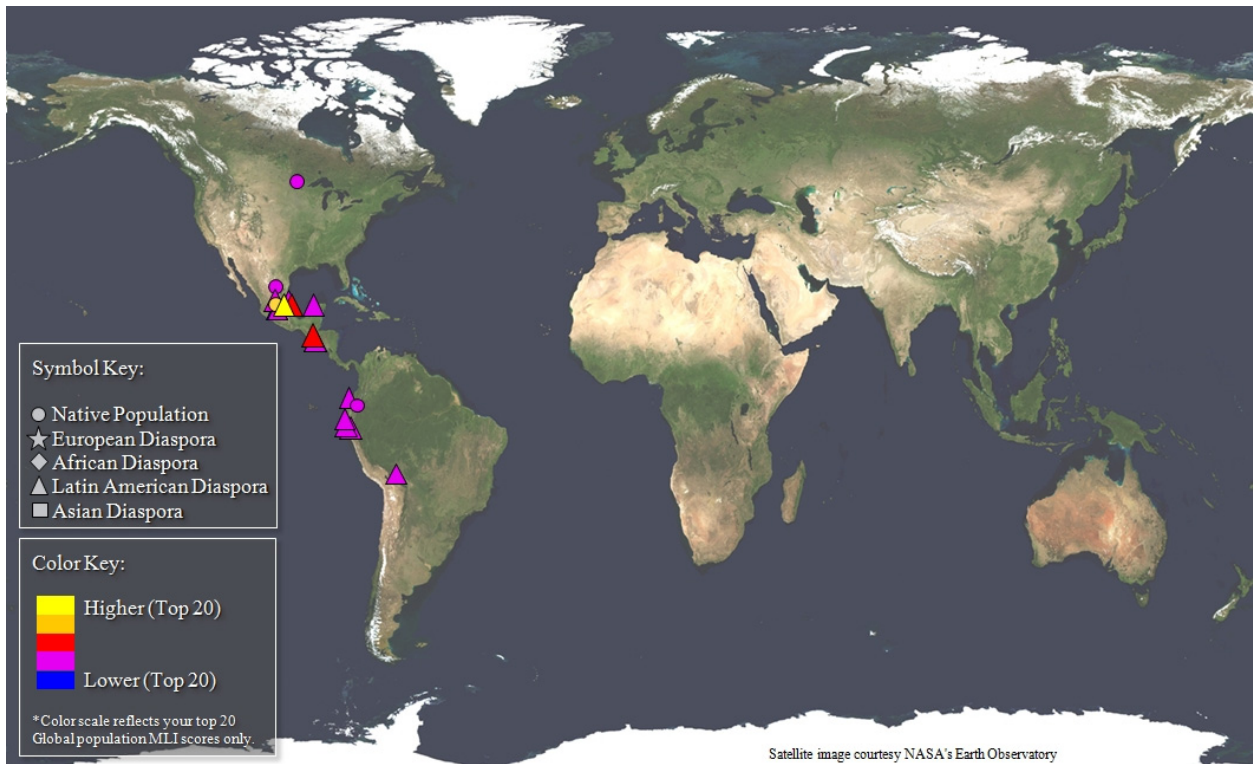 Symbol Key:
Native Population
European Diaspora
African Diaspora
Latin American Diaspora
Asian Diaspora
Color Key:
Higher (Top 20)
Lower (Top 20)
*Color scale reflects your top 20
Global population MLI scores only.
Satellite image courtesy NASA's Earth Observatory